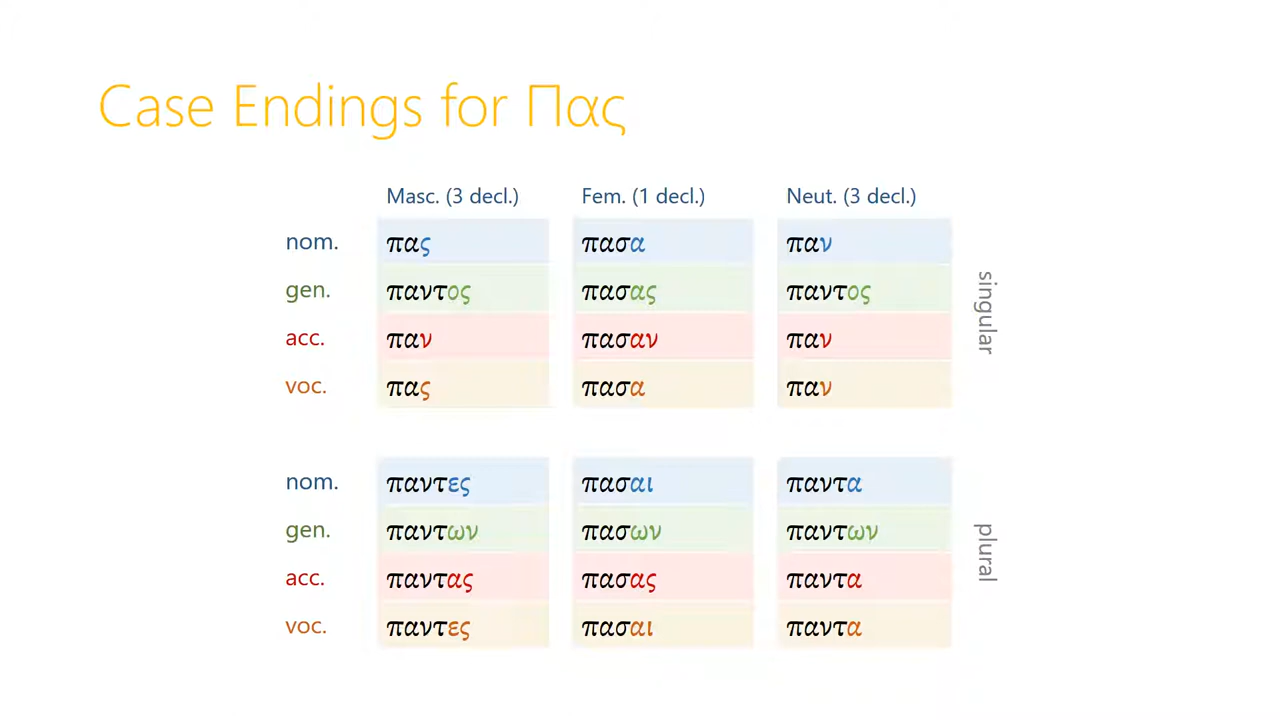 Case Endings for Πας
Masc. (3 decl.) Fem. (1 decl.) Neut. (3 decl.)
nom. πας πασα παν
gen. παντος πασας παντος
acc. παν πασαν παν
voc. πας πασα παν
singular
nom. παντες πασαι παντα
gen. παντων πασων παντων
acc. παντας πασας παντα
voc. παντες πασαι παντα
plural